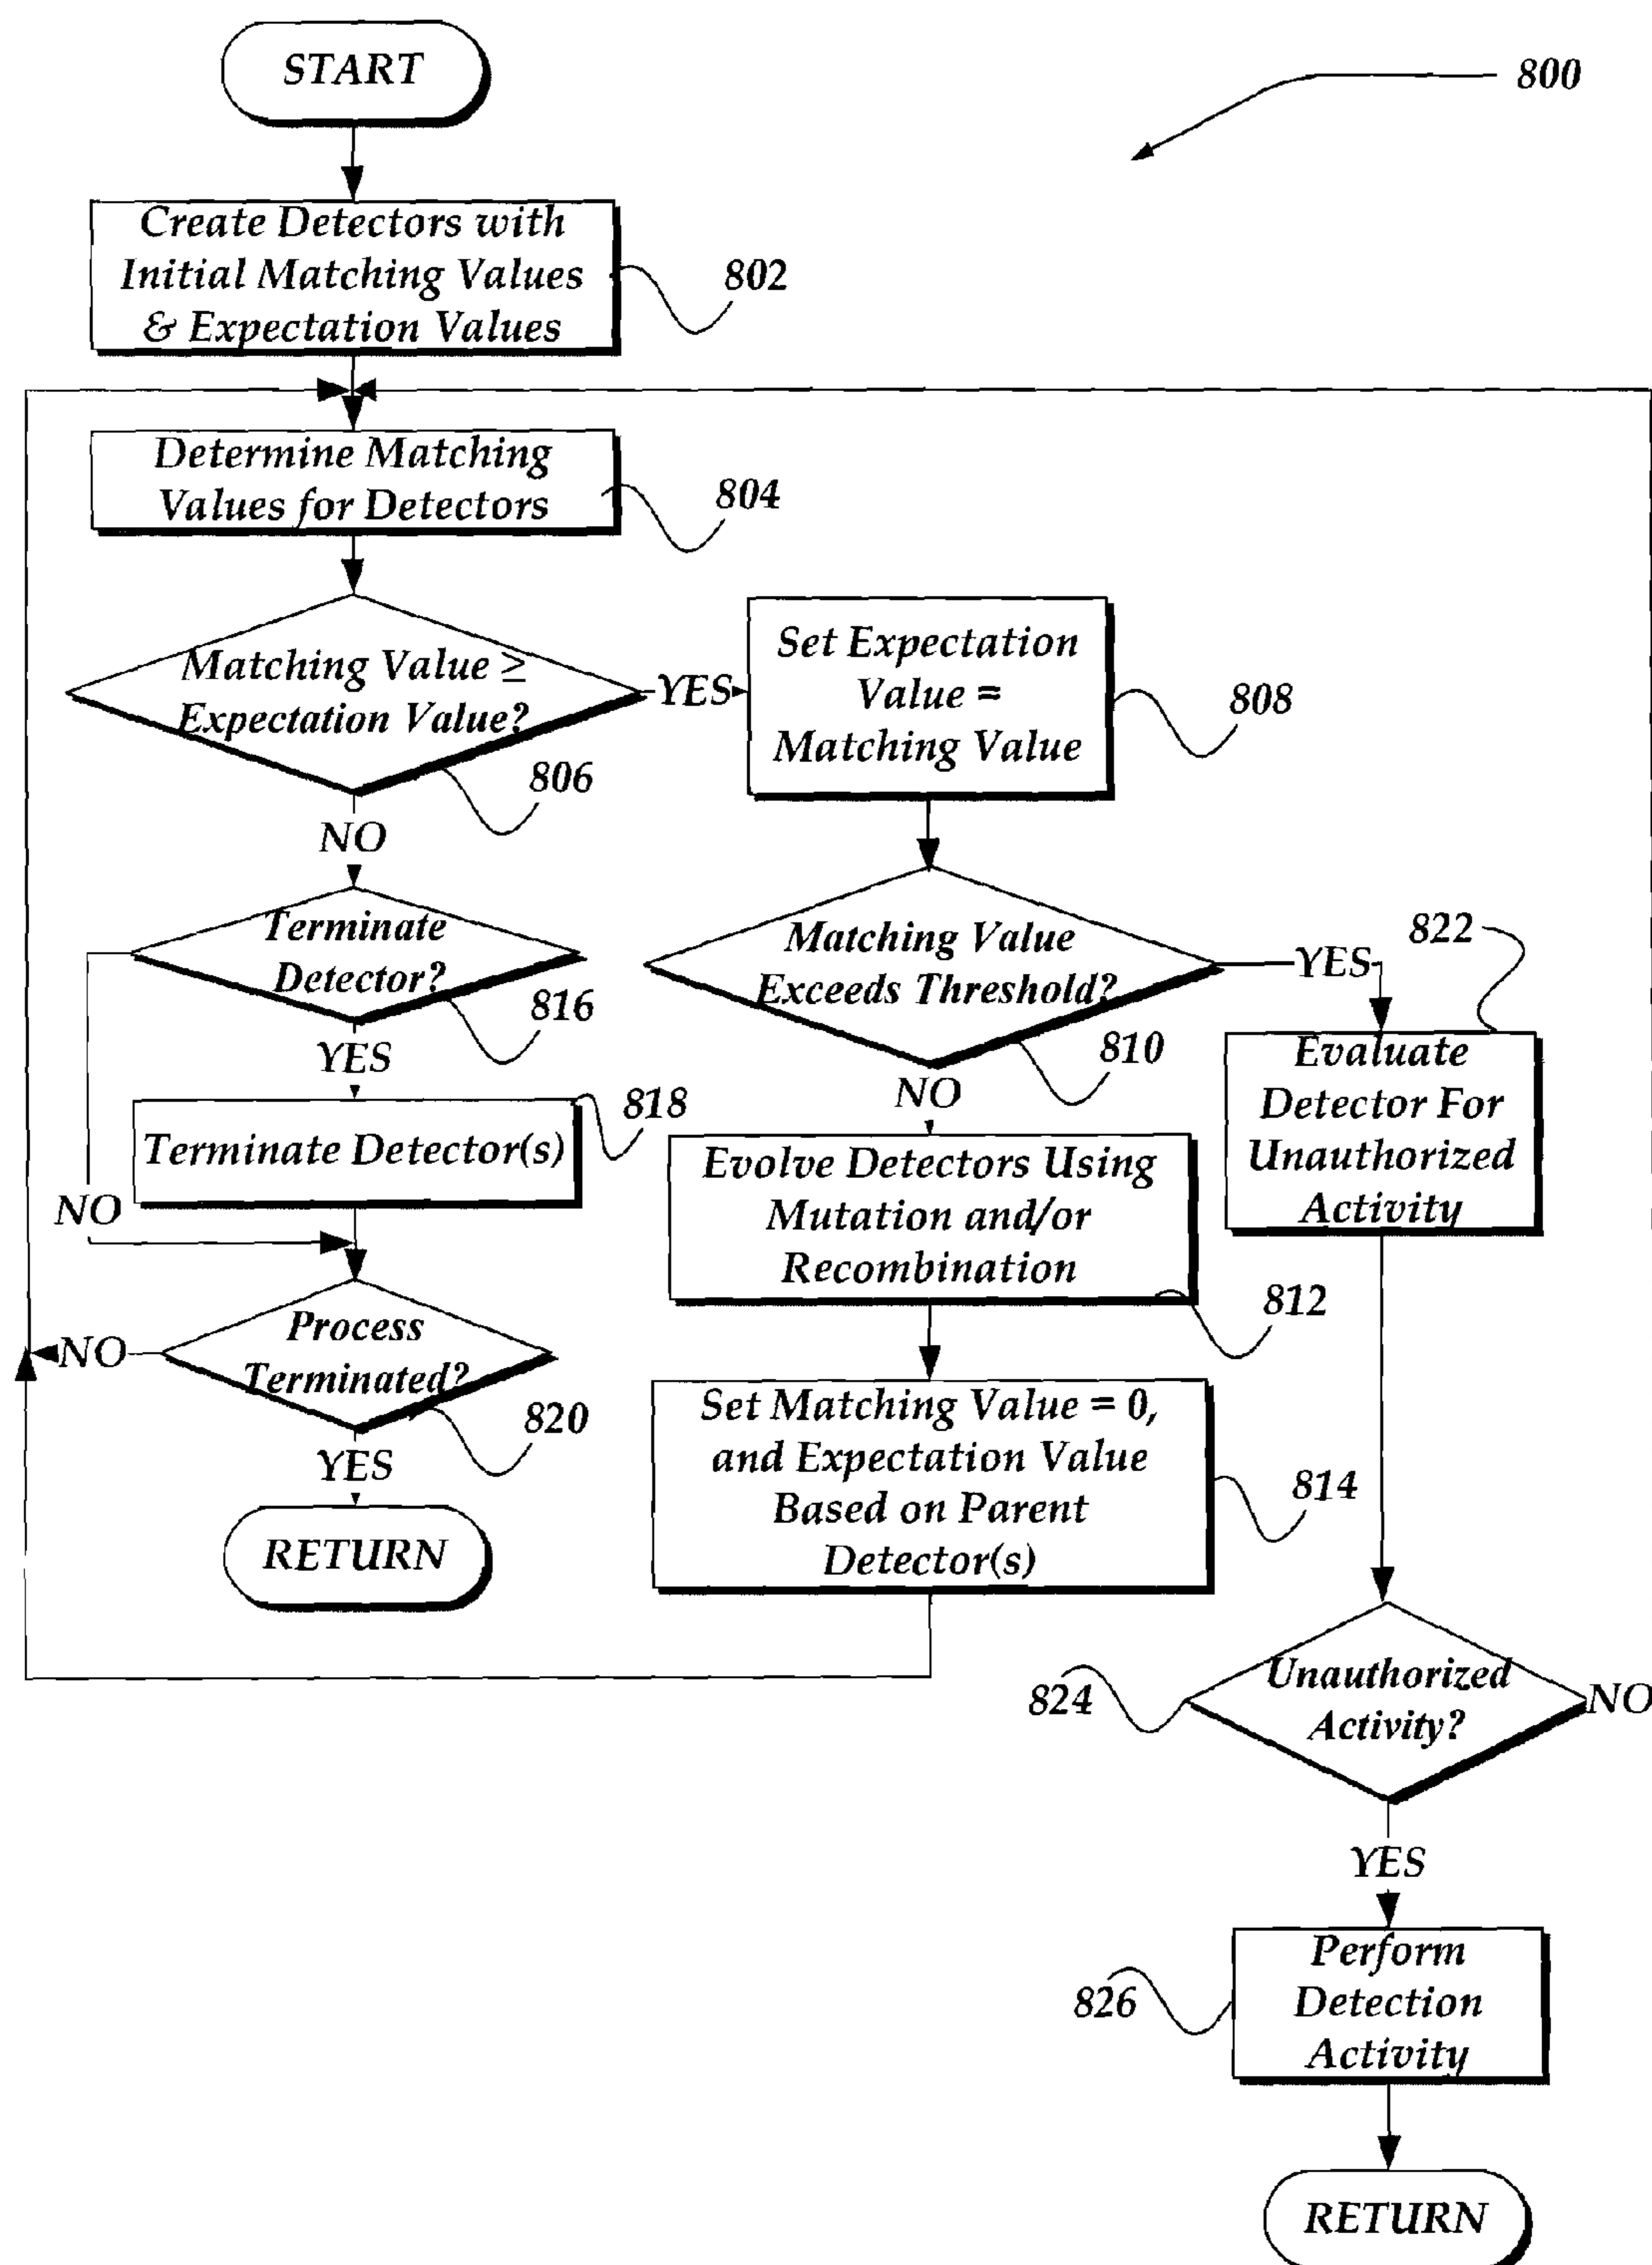 START
800
Create Detectors with
Initial Matching Values
& Expectation Values
802
Determine Matching
Values for Detectors
804
Matching Value ≥
Expectation Value?
806
YES
Set Expectation
Value =
Matching Value
808
NO
Terminate
Detector?
816
Matching Value
Exceeds Threshold?
810
YES
822
Evaluate
Detector For
Unauthorized
Activity
YES
Terminate Detector(s)
818
NO
NO
Evolve Detectors Using
Mutation and/or
Recombination
812
Process
Terminated?
820
NO
Set Matching Value = 0,
and Expectation Value
Based on Parent
Detector(s)
814
YES
RETURN
824
Unauthorized
Activity?
NO
YES
826
Perform
Detection
Activity
RETURN